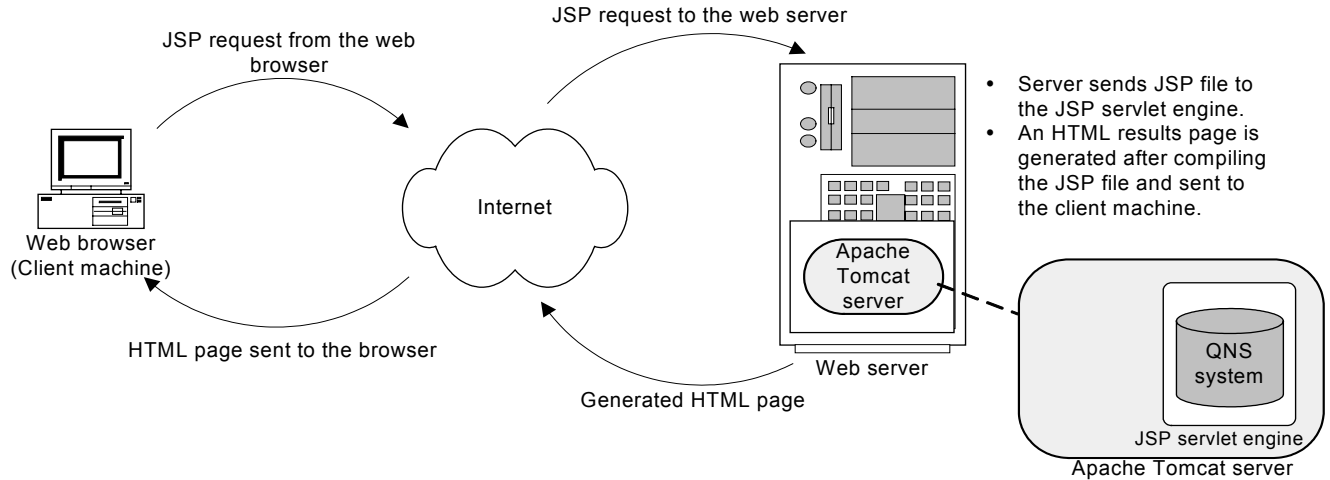 JSP request to the web server
JSP request from the web
browser
• Server sends JSP file to
the JSP servlet engine.
• An HTML results page is
generated after compiling
the JSP file and sent to
the client machine.
Internet
Web browser
(Client machine)
Apache
Tomcat
server
HTML page sent to the browser
Web server
Generated HTML page
QNS
system
JSP servlet engine
Apache Tomcat server